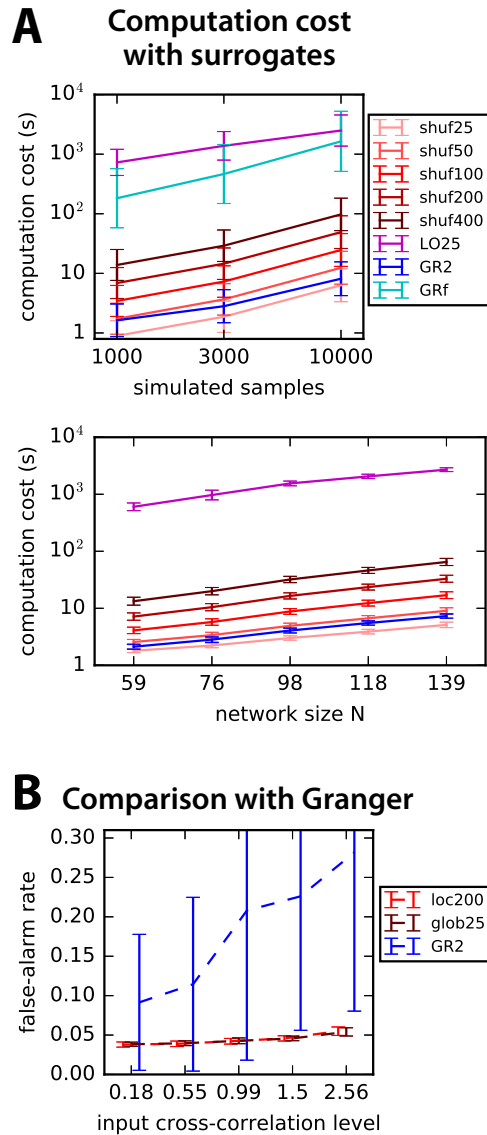 A
Computation cost
with surrogates
computation cost (s)
10^4
10^3
10^2
10
1
1000 3000 10000
simulated samples
shuf25
shuf50
shuf100
shuf200
shuf400
LO25
GR2
GRf
computation cost (s)
10^4
10^3
10^2
10
1
59 76 98 118 139
network size N
B
Comparison with Granger
false-alarm rate
0.30
0.25
0.20
0.15
0.10
0.05
0.00
0.18 0.55 0.99 1.5 2.56
input cross-correlation level
loc200
glob25
GR2